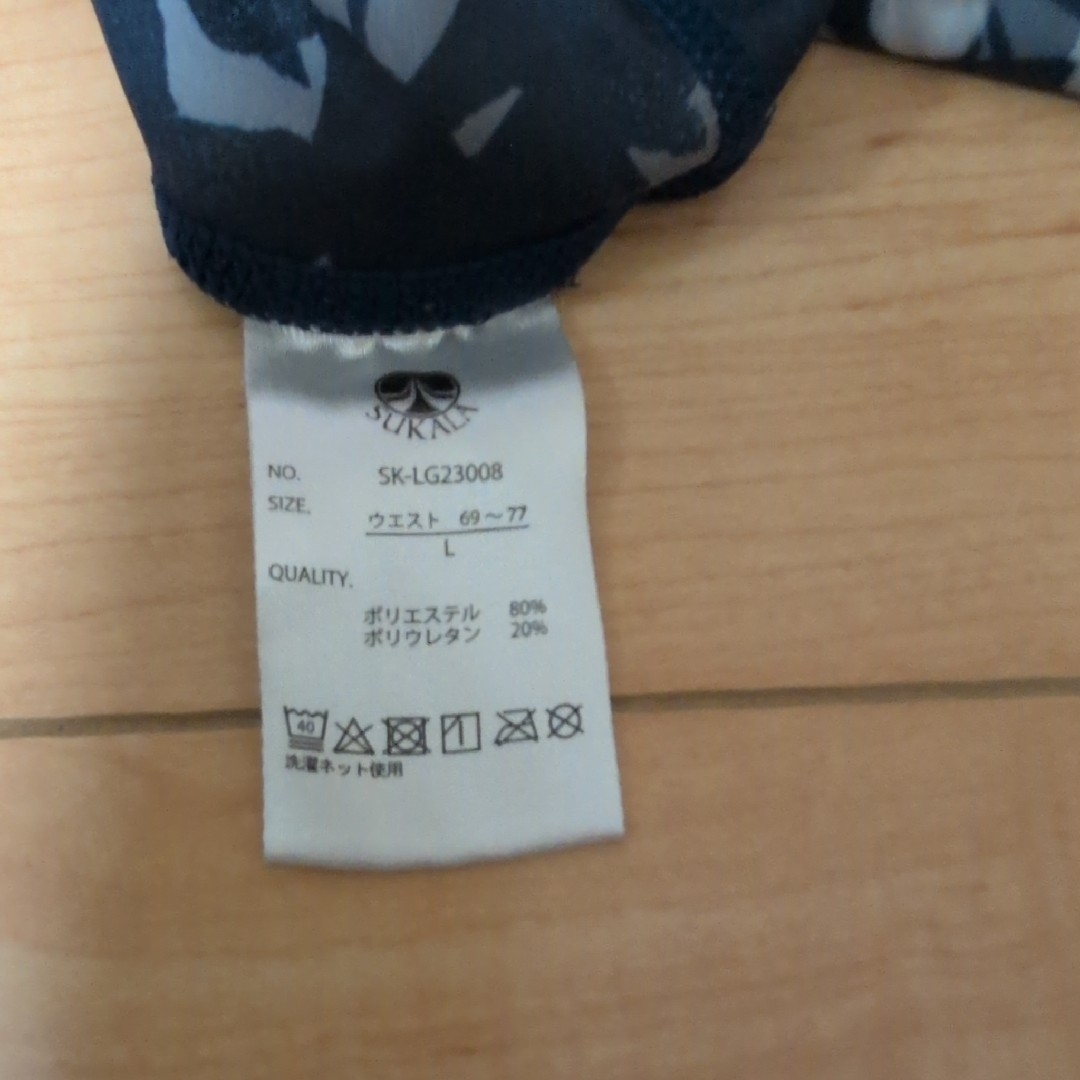 SUKALA
NO. SK-LG23008
SIZE. ウエスト 69～77
L
QUALITY.
ポリエステル 80%
ポリウレタン 20%
40
洗濯ネット使用